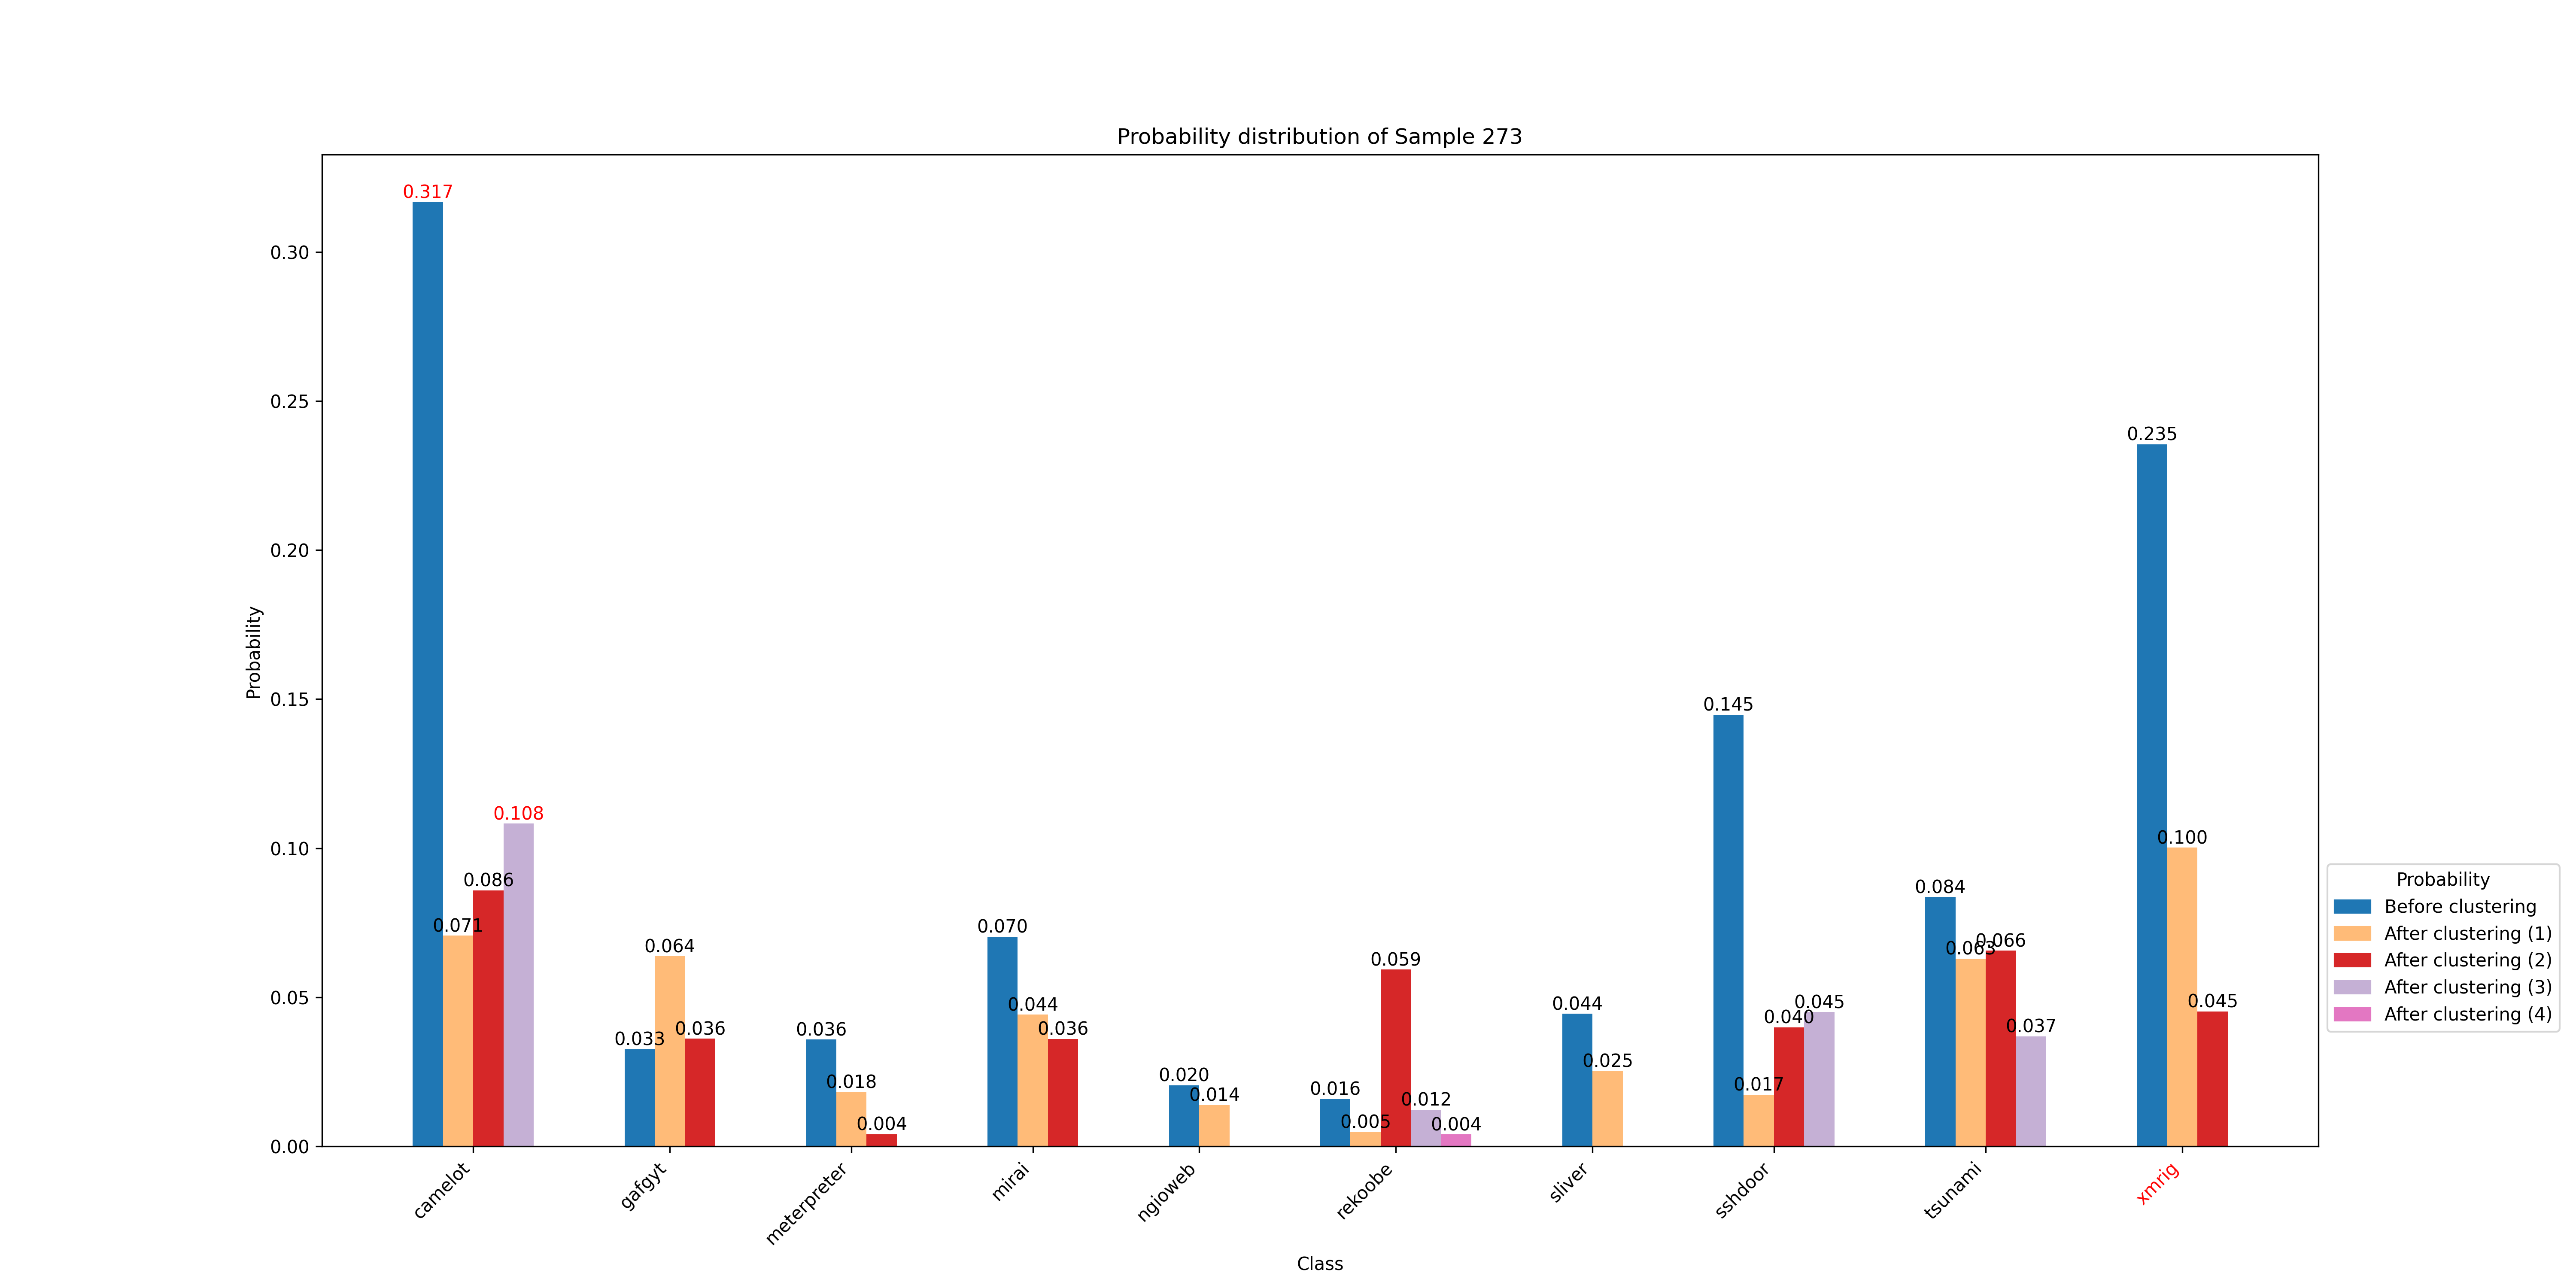 Probability distribution of Sample 273
Probability
0.30
0.25
0.20
0.15
0.10
0.05
0.00
0.317
0.071
0.086
0.108
0.033
0.064
0.036
0.036
0.018
0.004
0.070
0.044
0.036
0.020
0.014
0.016
0.005
0.059
0.012
0.004
0.044
0.025
0.145
0.017
0.040
0.045
0.084
0.063
0.066
0.037
0.235
0.100
0.045
camelot
gafgyt
meterpreter
mirai
ngioweb
rekoobe
sliver
sshdoor
tsunami
xmrig
Class
Probability
Before clustering
After clustering (1)
After clustering (2)
After clustering (3)
After clustering (4)